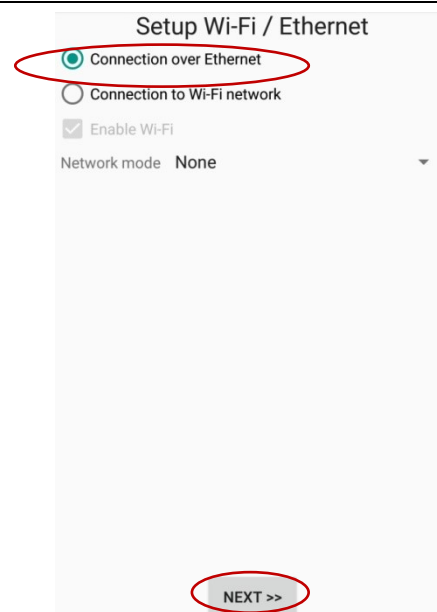 Setup Wi-Fi / Ethernet
Connection over Ethernet
Connection to Wi-Fi network
Enable Wi-Fi
Network mode None
NEXT >>